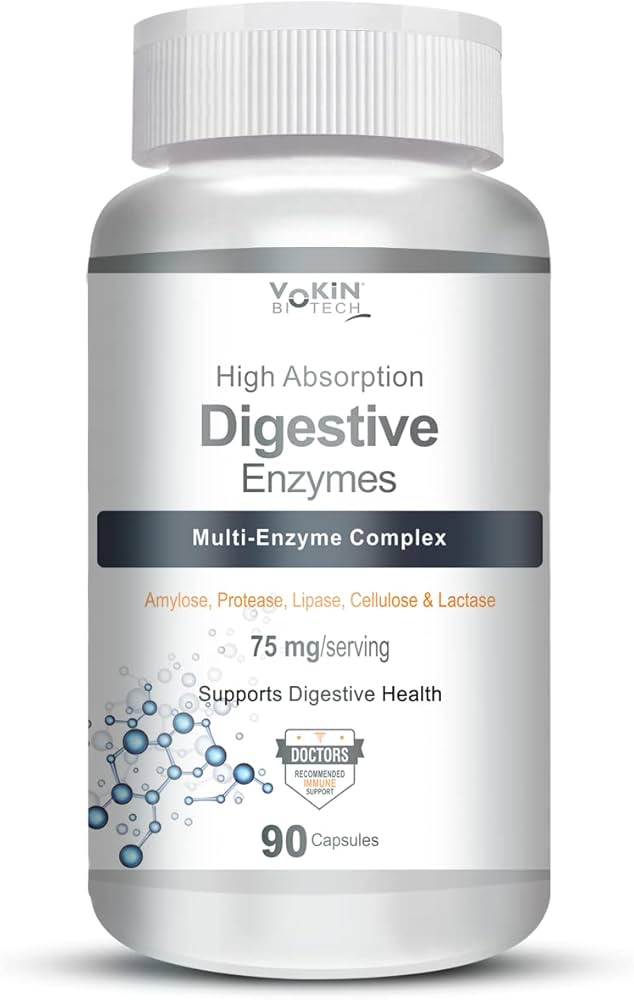 VOKiN®
BIOTECH
High Absorption
Digestive
Enzymes
Multi-Enzyme Complex
Amylose, Protease, Lipase, Cellulose & Lactase
75 mg/serving
Supports Digestive Health
DOCTORS
RECOMMENDED
IMMUNE
SUPPORT
90 Capsules